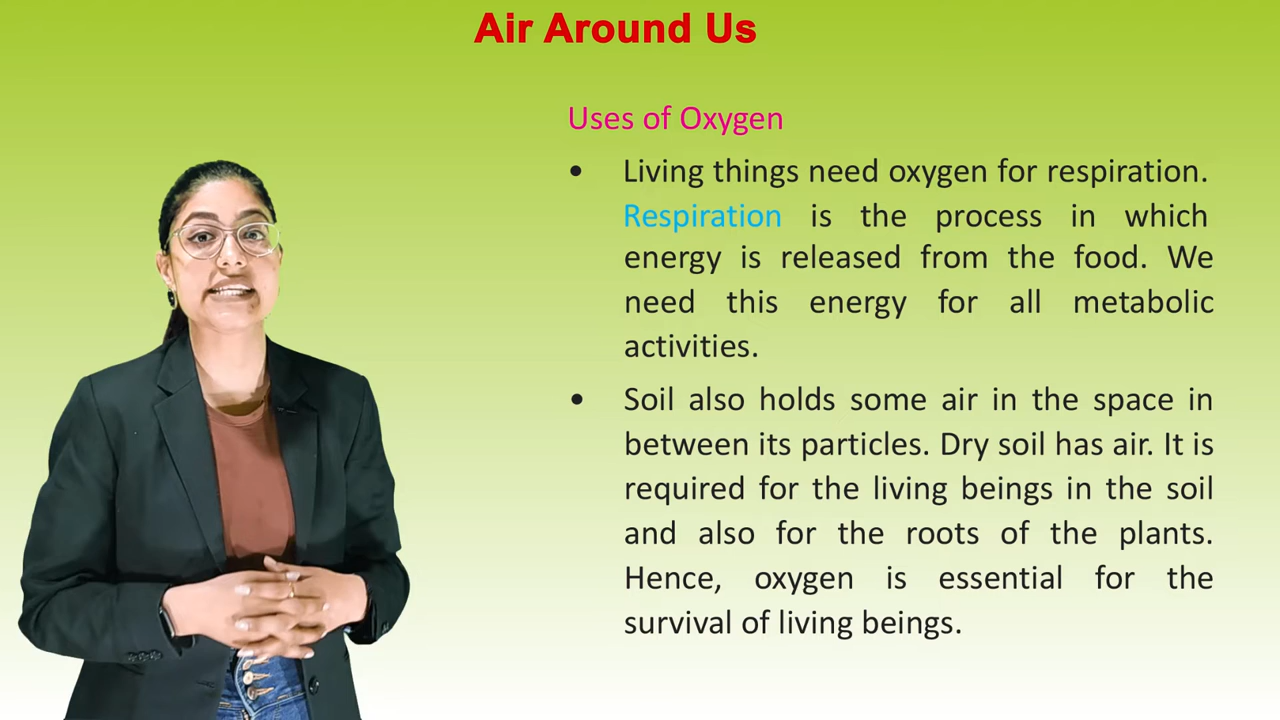 Air Around Us
Uses of Oxygen
• Living things need oxygen for respiration.
Respiration is the process in which
energy is released from the food. We
need this energy for all metabolic
activities.
• Soil also holds some air in the space in
between its particles. Dry soil has air. It is
required for the living beings in the soil
and also for the roots of the plants.
Hence, oxygen is essential for the
survival of living beings.